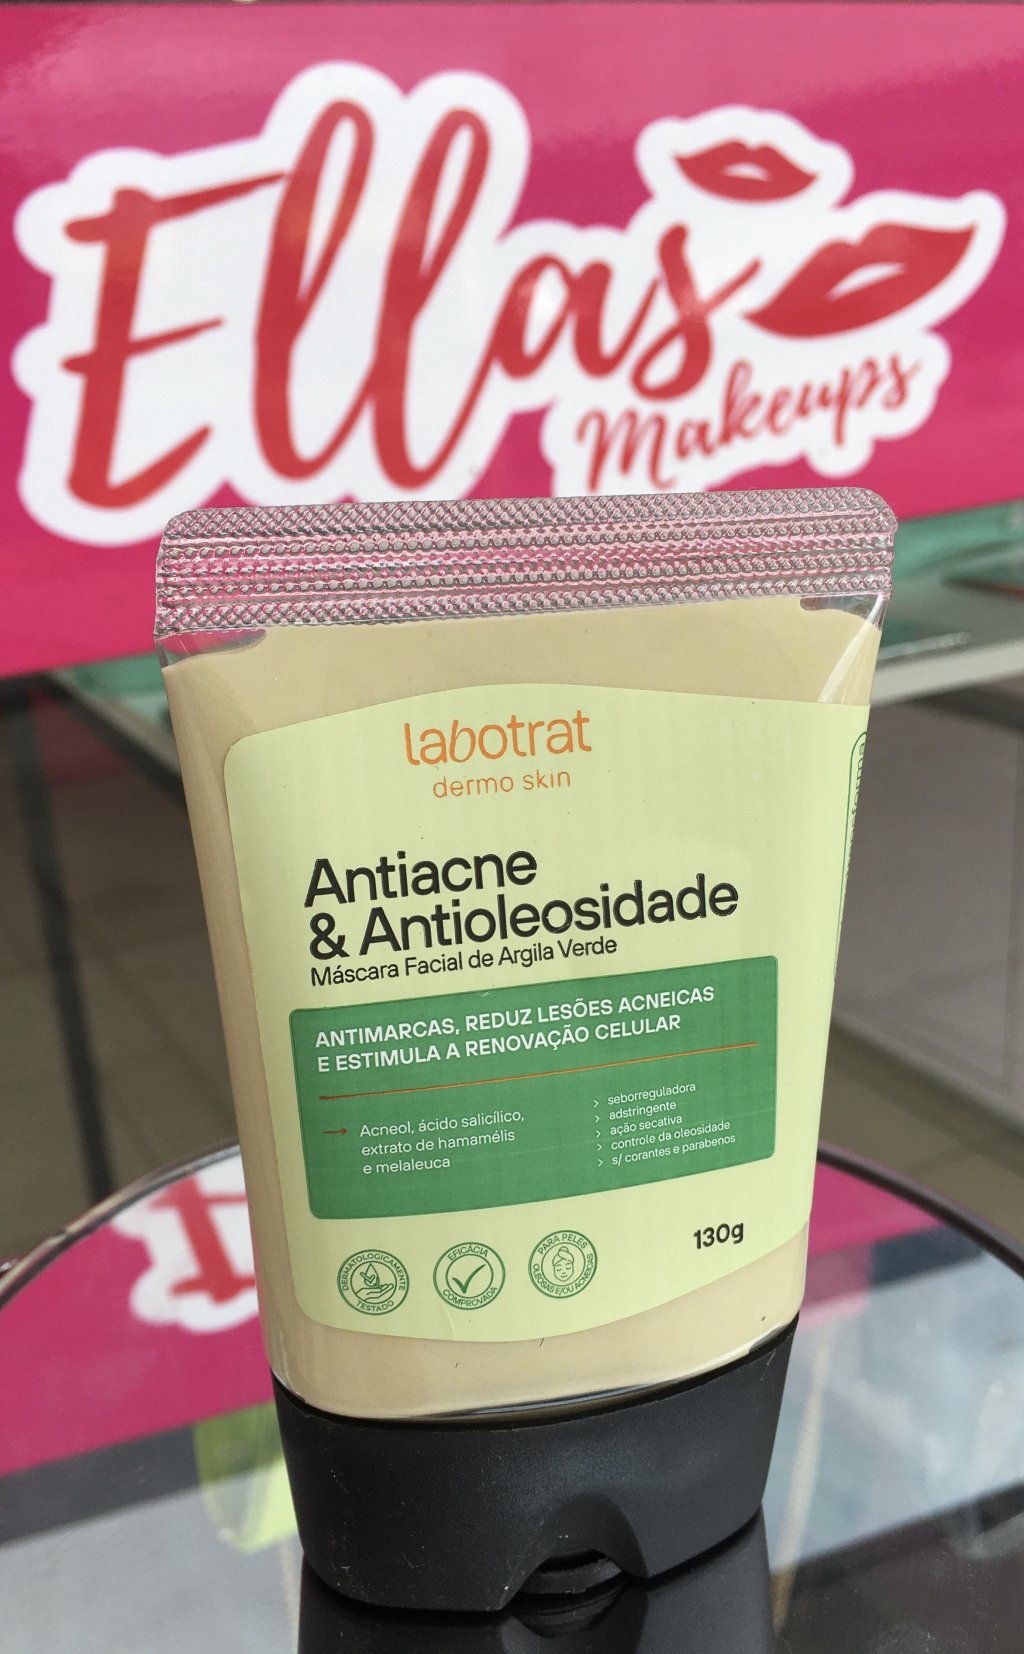 Ellas
Makeups
labotrat
dermo skin
Antiacne
& Antioleosidade
Máscara Facial de Argila Verde
ANTIMARCAS, REDUZ LESÕES ACNEICAS
E ESTIMULA A RENOVAÇÃO CELULAR
Acneol, ácido salicílico,
extrato de hamamélis
e melaleuca
> seborreguladora
> adstringente
> ação secativa
> controle da oleosidade
> s/ corantes e parabenos
130g
DERMATOLOGICAMENTE
TESTADO
EFICÁCIA
COMPROVADA
PARA PELES
OLEOSAS E/OU ACNEICAS